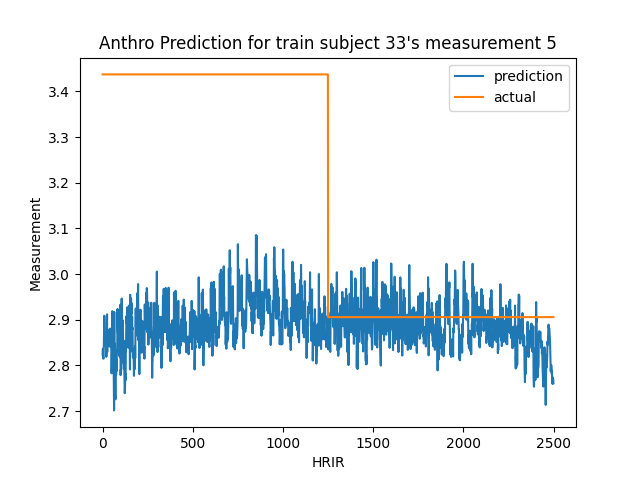 Anthro Prediction for train subject 33's measurement 5
prediction
actual
Measurement
3.4
3.3
3.2
3.1
3.0
2.9
2.8
2.7
0 500 1000 1500 2000 2500
HRIR